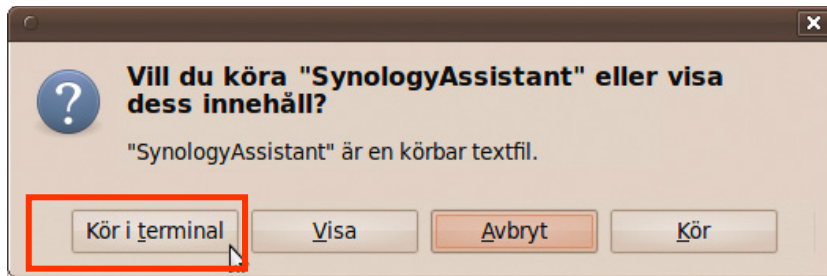 Vill du köra "SynologyAssistant" eller visa
dess innehåll?
"SynologyAssistant" är en körbar textfil.
Kör i terminal Visa Avbryt Kör